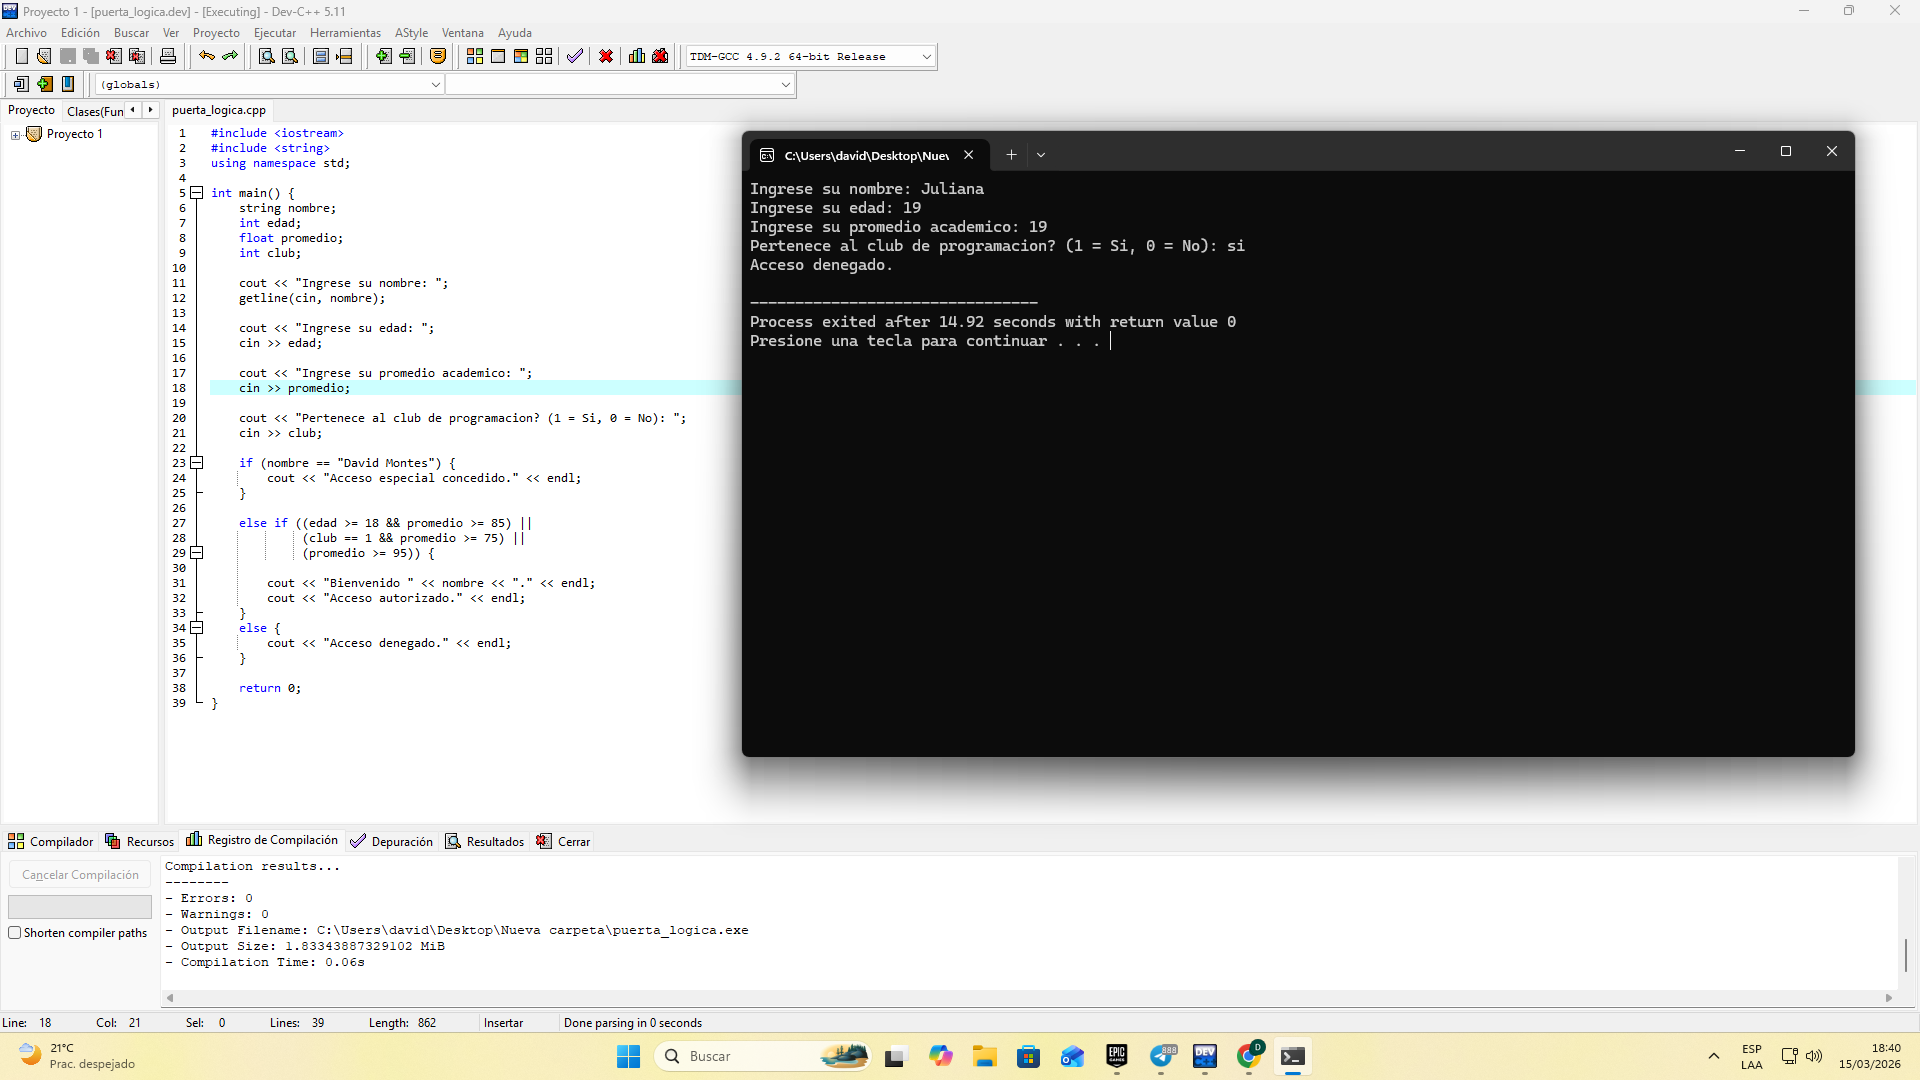 Proyecto 1 - [puerta_logica.dev] - [Executing] - Dev-C++ 5.11
Archivo Edición Buscar Ver Proyecto Ejecutar Herramientas AStyle Ventana Ayuda
TDM-GCC 4.9.2 64-bit Release
(globals)
Proyecto Clases(Fun puerta_logica.cpp
Proyecto 1
1 #include <iostream>
2 #include <string>
3 using namespace std;
4
5 int main() {
6 string nombre;
7 int edad;
8 float promedio;
9 int club;
10
11 cout << "Ingrese su nombre: ";
12 getline(cin, nombre);
13
14 cout << "Ingrese su edad: ";
15 cin >> edad;
16
17 cout << "Ingrese su promedio academico: ";
18 cin >> promedio;
19
20 cout << "Pertenece al club de programacion? (1 = Si, 0 = No): ";
21 cin >> club;
22
23 if (nombre == "David Montes") {
24 cout << "Acceso especial concedido." << endl;
25 }
26
27 else if ((edad >= 18 && promedio >= 85) ||
28 (club == 1 && promedio >= 75) ||
29 (promedio >= 95)) {
30
31 cout << "Bienvenido " << nombre << "." << endl;
32 cout << "Acceso autorizado." << endl;
33 }
34 else {
35 cout << "Acceso denegado." << endl;
36 }
37
38 return 0;
39 }
C:\Users\david\Desktop\Nuev
Ingrese su nombre: Juliana
Ingrese su edad: 19
Ingrese su promedio academico: 19
Pertenece al club de programacion? (1 = Si, 0 = No): si
Acceso denegado.
--------------------------------
Process exited after 14.92 seconds with return value 0
Presione una tecla para continuar . . .
Compilador Recursos Registro de Compilación Depuración Resultados Cerrar
Cancelar Compilación
Shorten compiler paths
Compilation results...
--------
- Errors: 0
- Warnings: 0
- Output Filename: C:\Users\david\Desktop\Nueva carpeta\puerta_logica.exe
- Output Size: 1.83343887329102 MiB
- Compilation Time: 0.06s
Line: 18 Col: 21 Sel: 0 Lines: 39 Length: 862 Insertar Done parsing in 0 seconds
21°C
Prac. despejado
Buscar
EPIC GAMES
888
DEV
D
ESP
LAA
18:40
15/03/2026